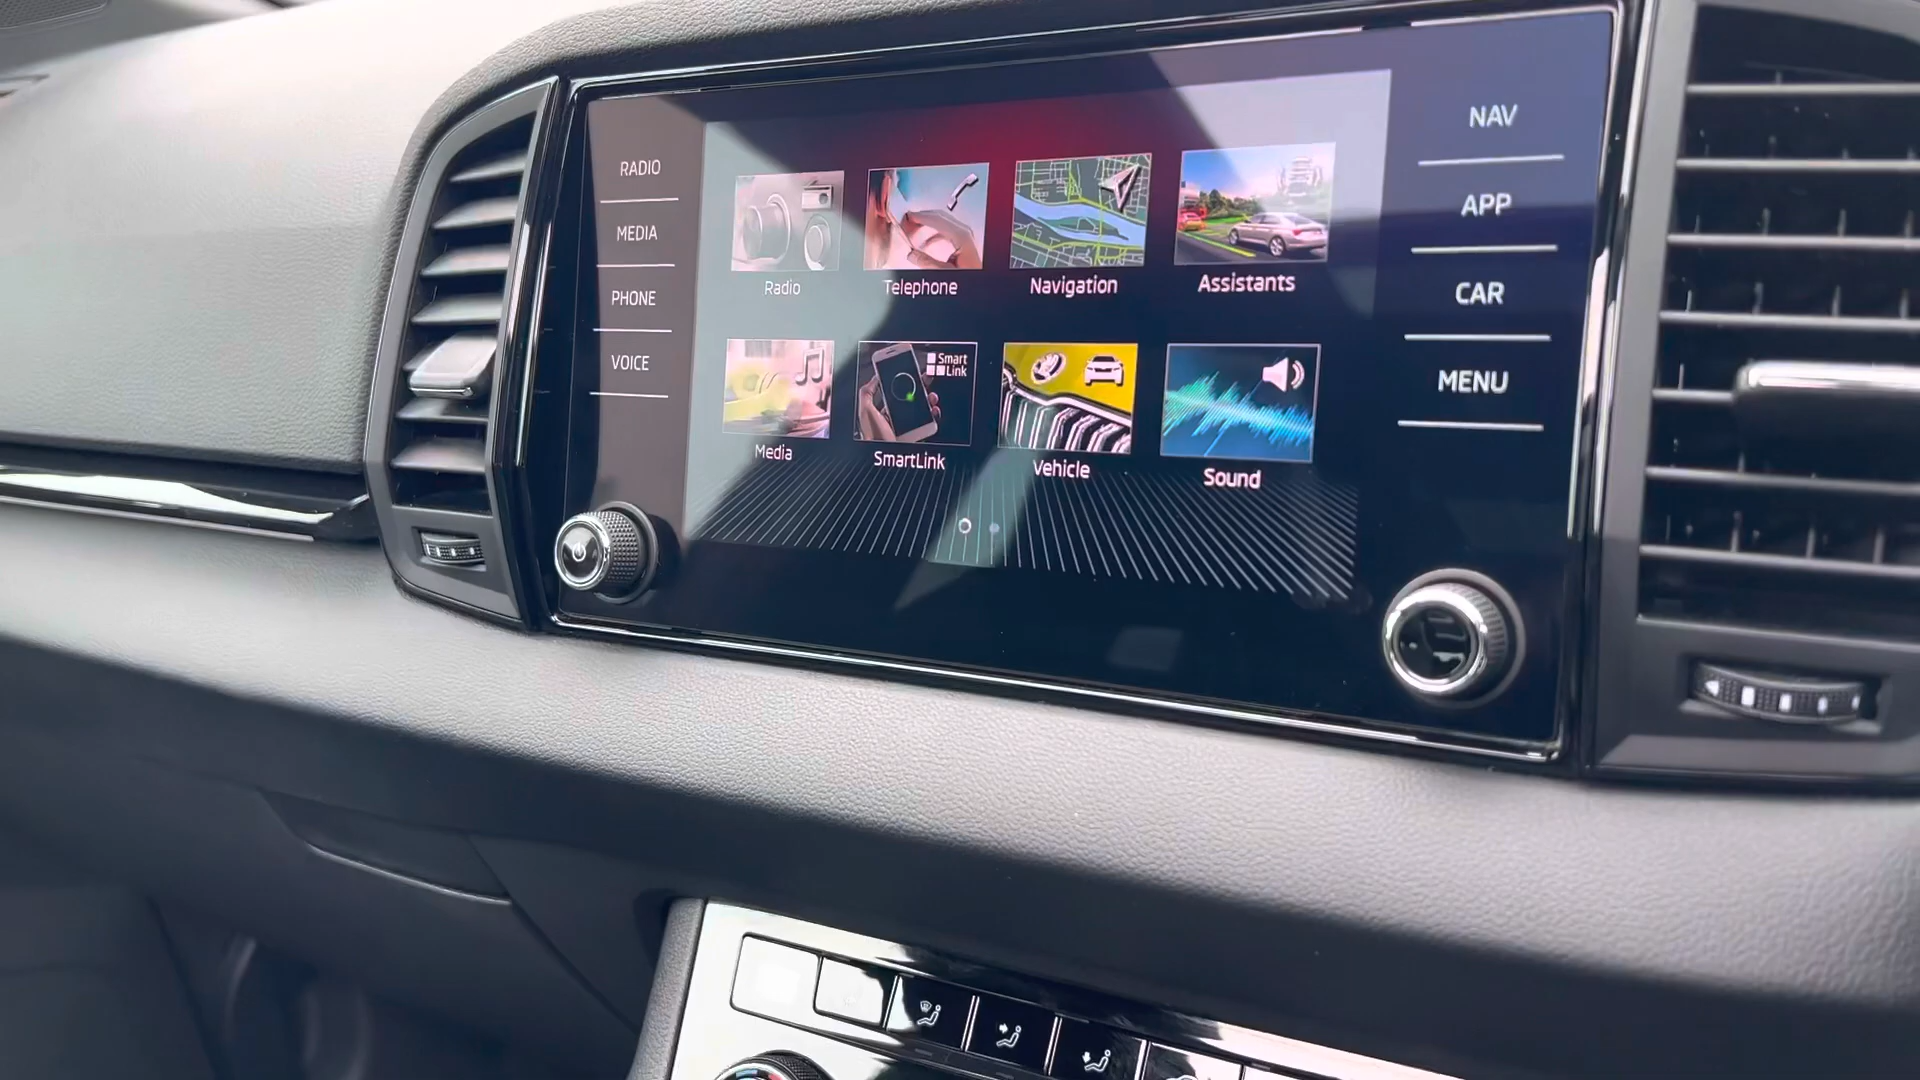 RADIO
MEDIA
PHONE
VOICE
Radio
Telephone
Navigation
Assistants
Smart
Link
Media
SmartLink
Vehicle
Sound
NAV
APP
CAR
MENU